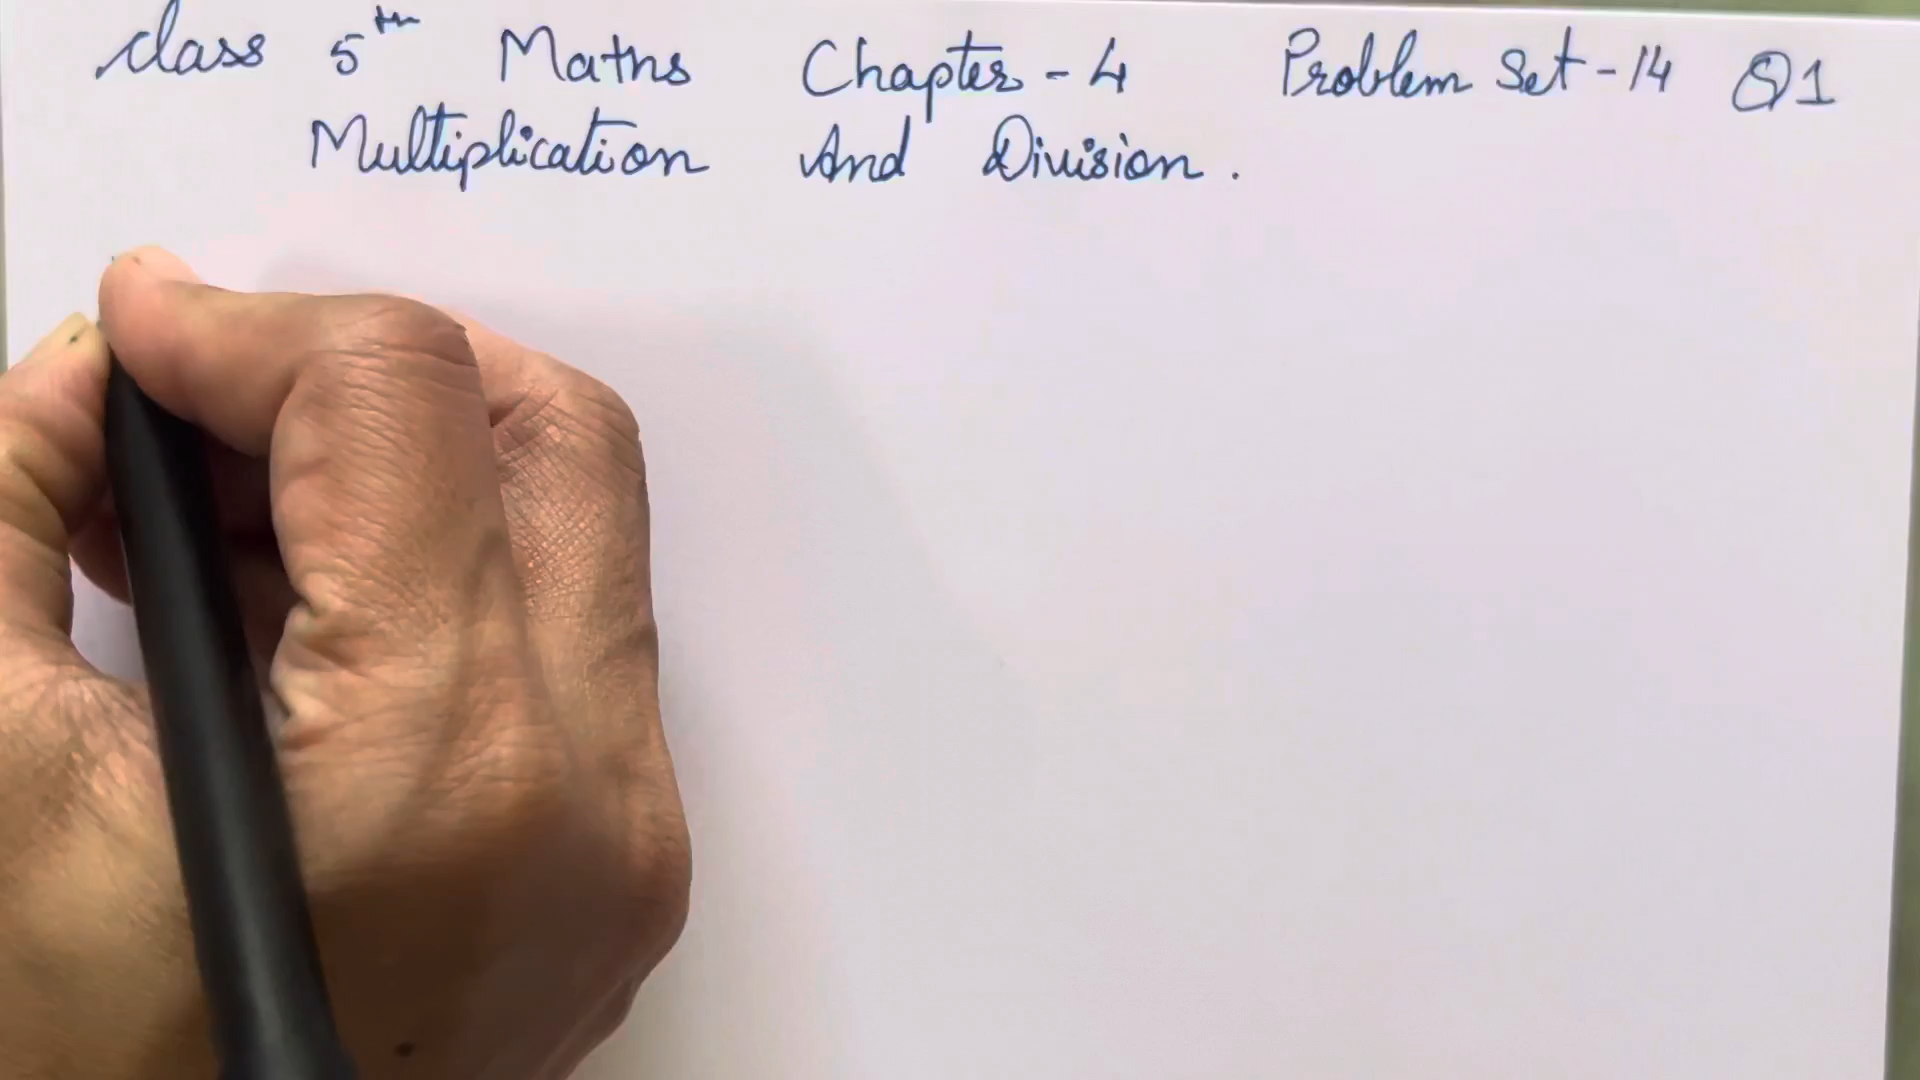 class 5th Maths Chapter - 4 Problem Set - 14 Q1
Multiplication And Division .